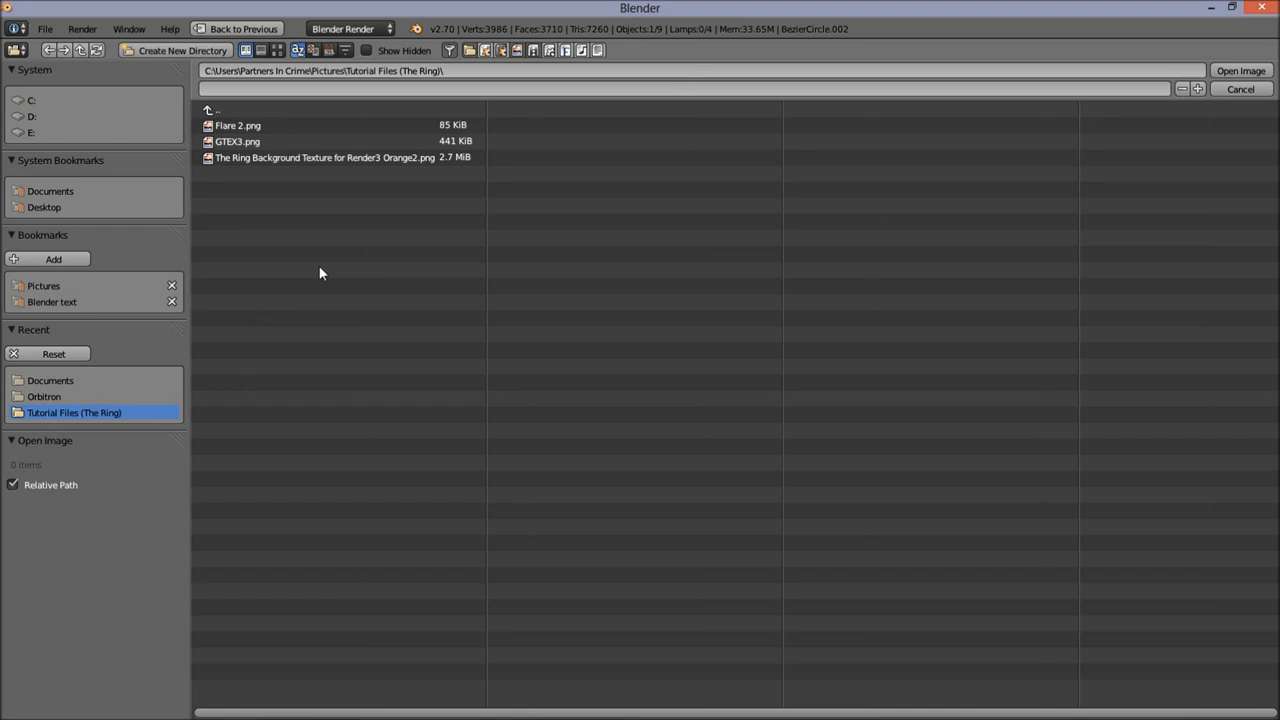 Blender
File Render Window Help Back to Previous Blender Render v2.70 | Verts:3986 | Faces:3710 | Tris:7260 | Objects:1/9 | Lamps:0/4 | Mem:33.65M | BezierCircle.002
Create New Directory Show Hidden
System
C:\Users\Partners In Crime\Pictures\Tutorial Files (The Ring)\ Open Image
Cancel
C:
D:
E:
..
Flare 2.png 85 KiB
GTEX3.png 441 KiB
The Ring Background Texture for Render3 Orange2.png 2.7 MiB
System Bookmarks
Documents
Desktop
Bookmarks
Add
Pictures
Blender text
Recent
Reset
Documents
Orbitron
Tutorial Files (The Ring)
Open Image
0 items
Relative Path